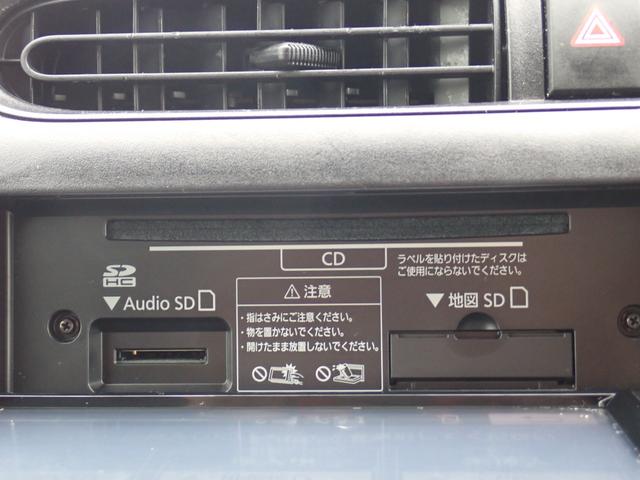 CD
ラベルを貼り付けたディスクは
ご使用にならないでください。
SD
HC
▼Audio SD
⚠注意
・指はさみにご注意ください。
・物を置かないでください。
・開けたまま放置しないでください。
▼地図 SD